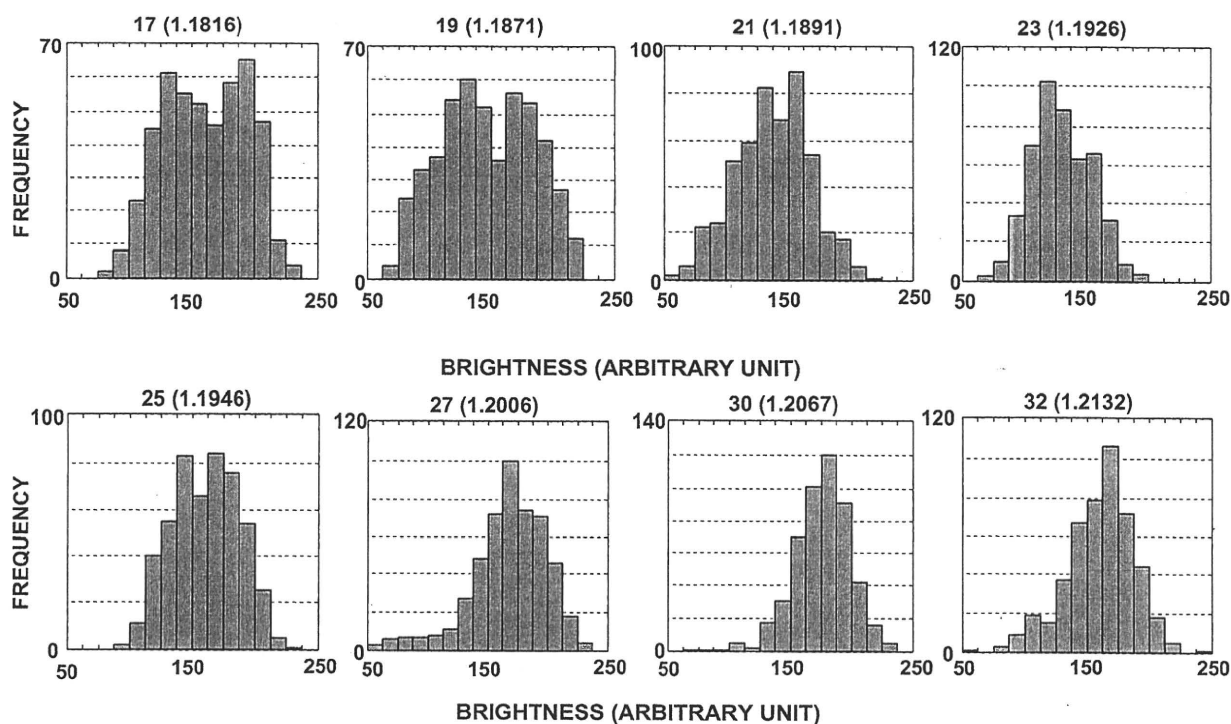 17 (1.1816) 19 (1.1871) 21 (1.1891) 23 (1.1926)
70 70 100 120
FREQUENCY
0 0 0 0
50 150 250 50 150 250 50 150 250 50 150 250
BRIGHTNESS (ARBITRARY UNIT)
25 (1.1946) 27 (1.2006) 30 (1.2067) 32 (1.2132)
100 120 140 120
FREQUENCY
0 0 0 0
50 150 250 50 150 250 50 150 250 50 150 250
BRIGHTNESS (ARBITRARY UNIT)